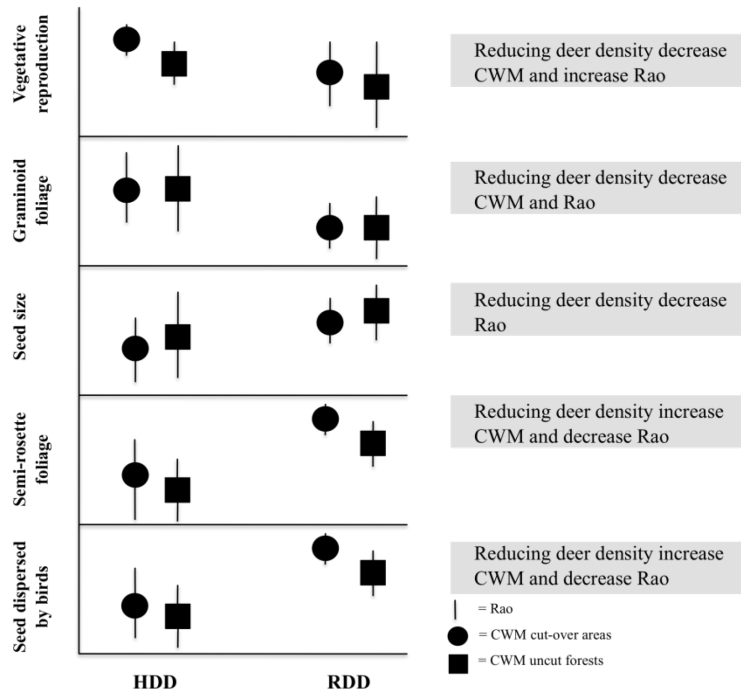 Vegetative
reproduction
Reducing deer density decrease
CWM and increase Rao
Graminoid
foliage
Reducing deer density decrease
CWM and Rao
Seed size
Reducing deer density decrease
Rao
Semi-rosette
foliage
Reducing deer density increase
CWM and decrease Rao
Seed dispersed
by birds
Reducing deer density increase
CWM and decrease Rao
= Rao
= CWM cut-over areas
= CWM uncut forests
HDD RDD